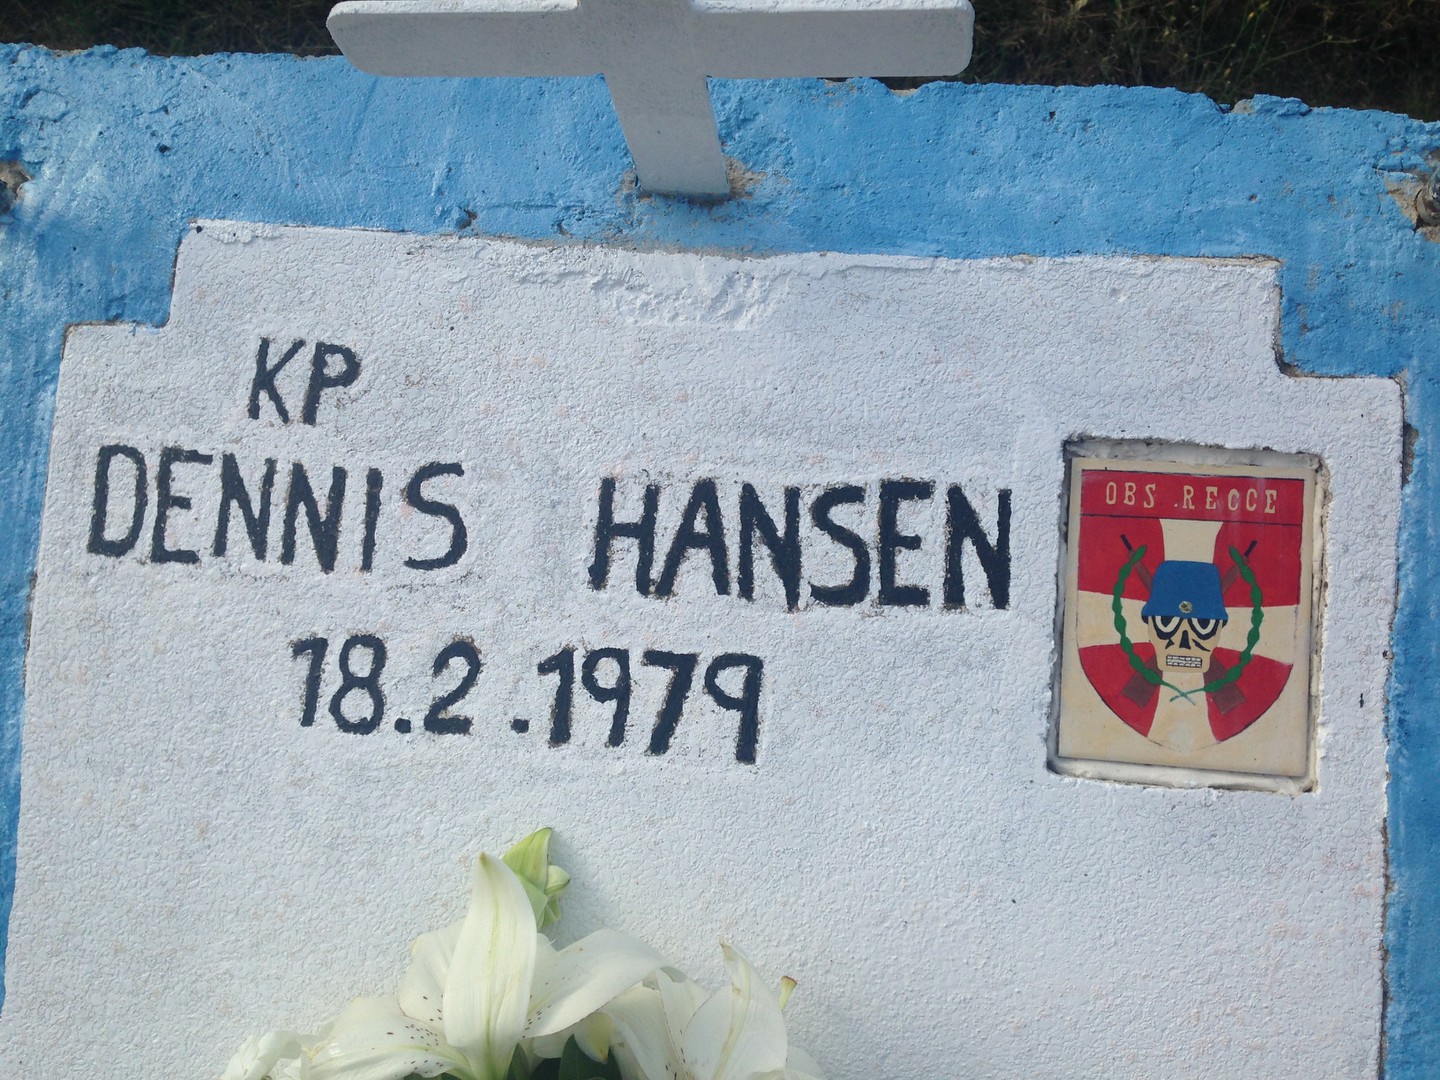 KP
DENNIS HANSEN
18.2.1979
OBS.RECCE